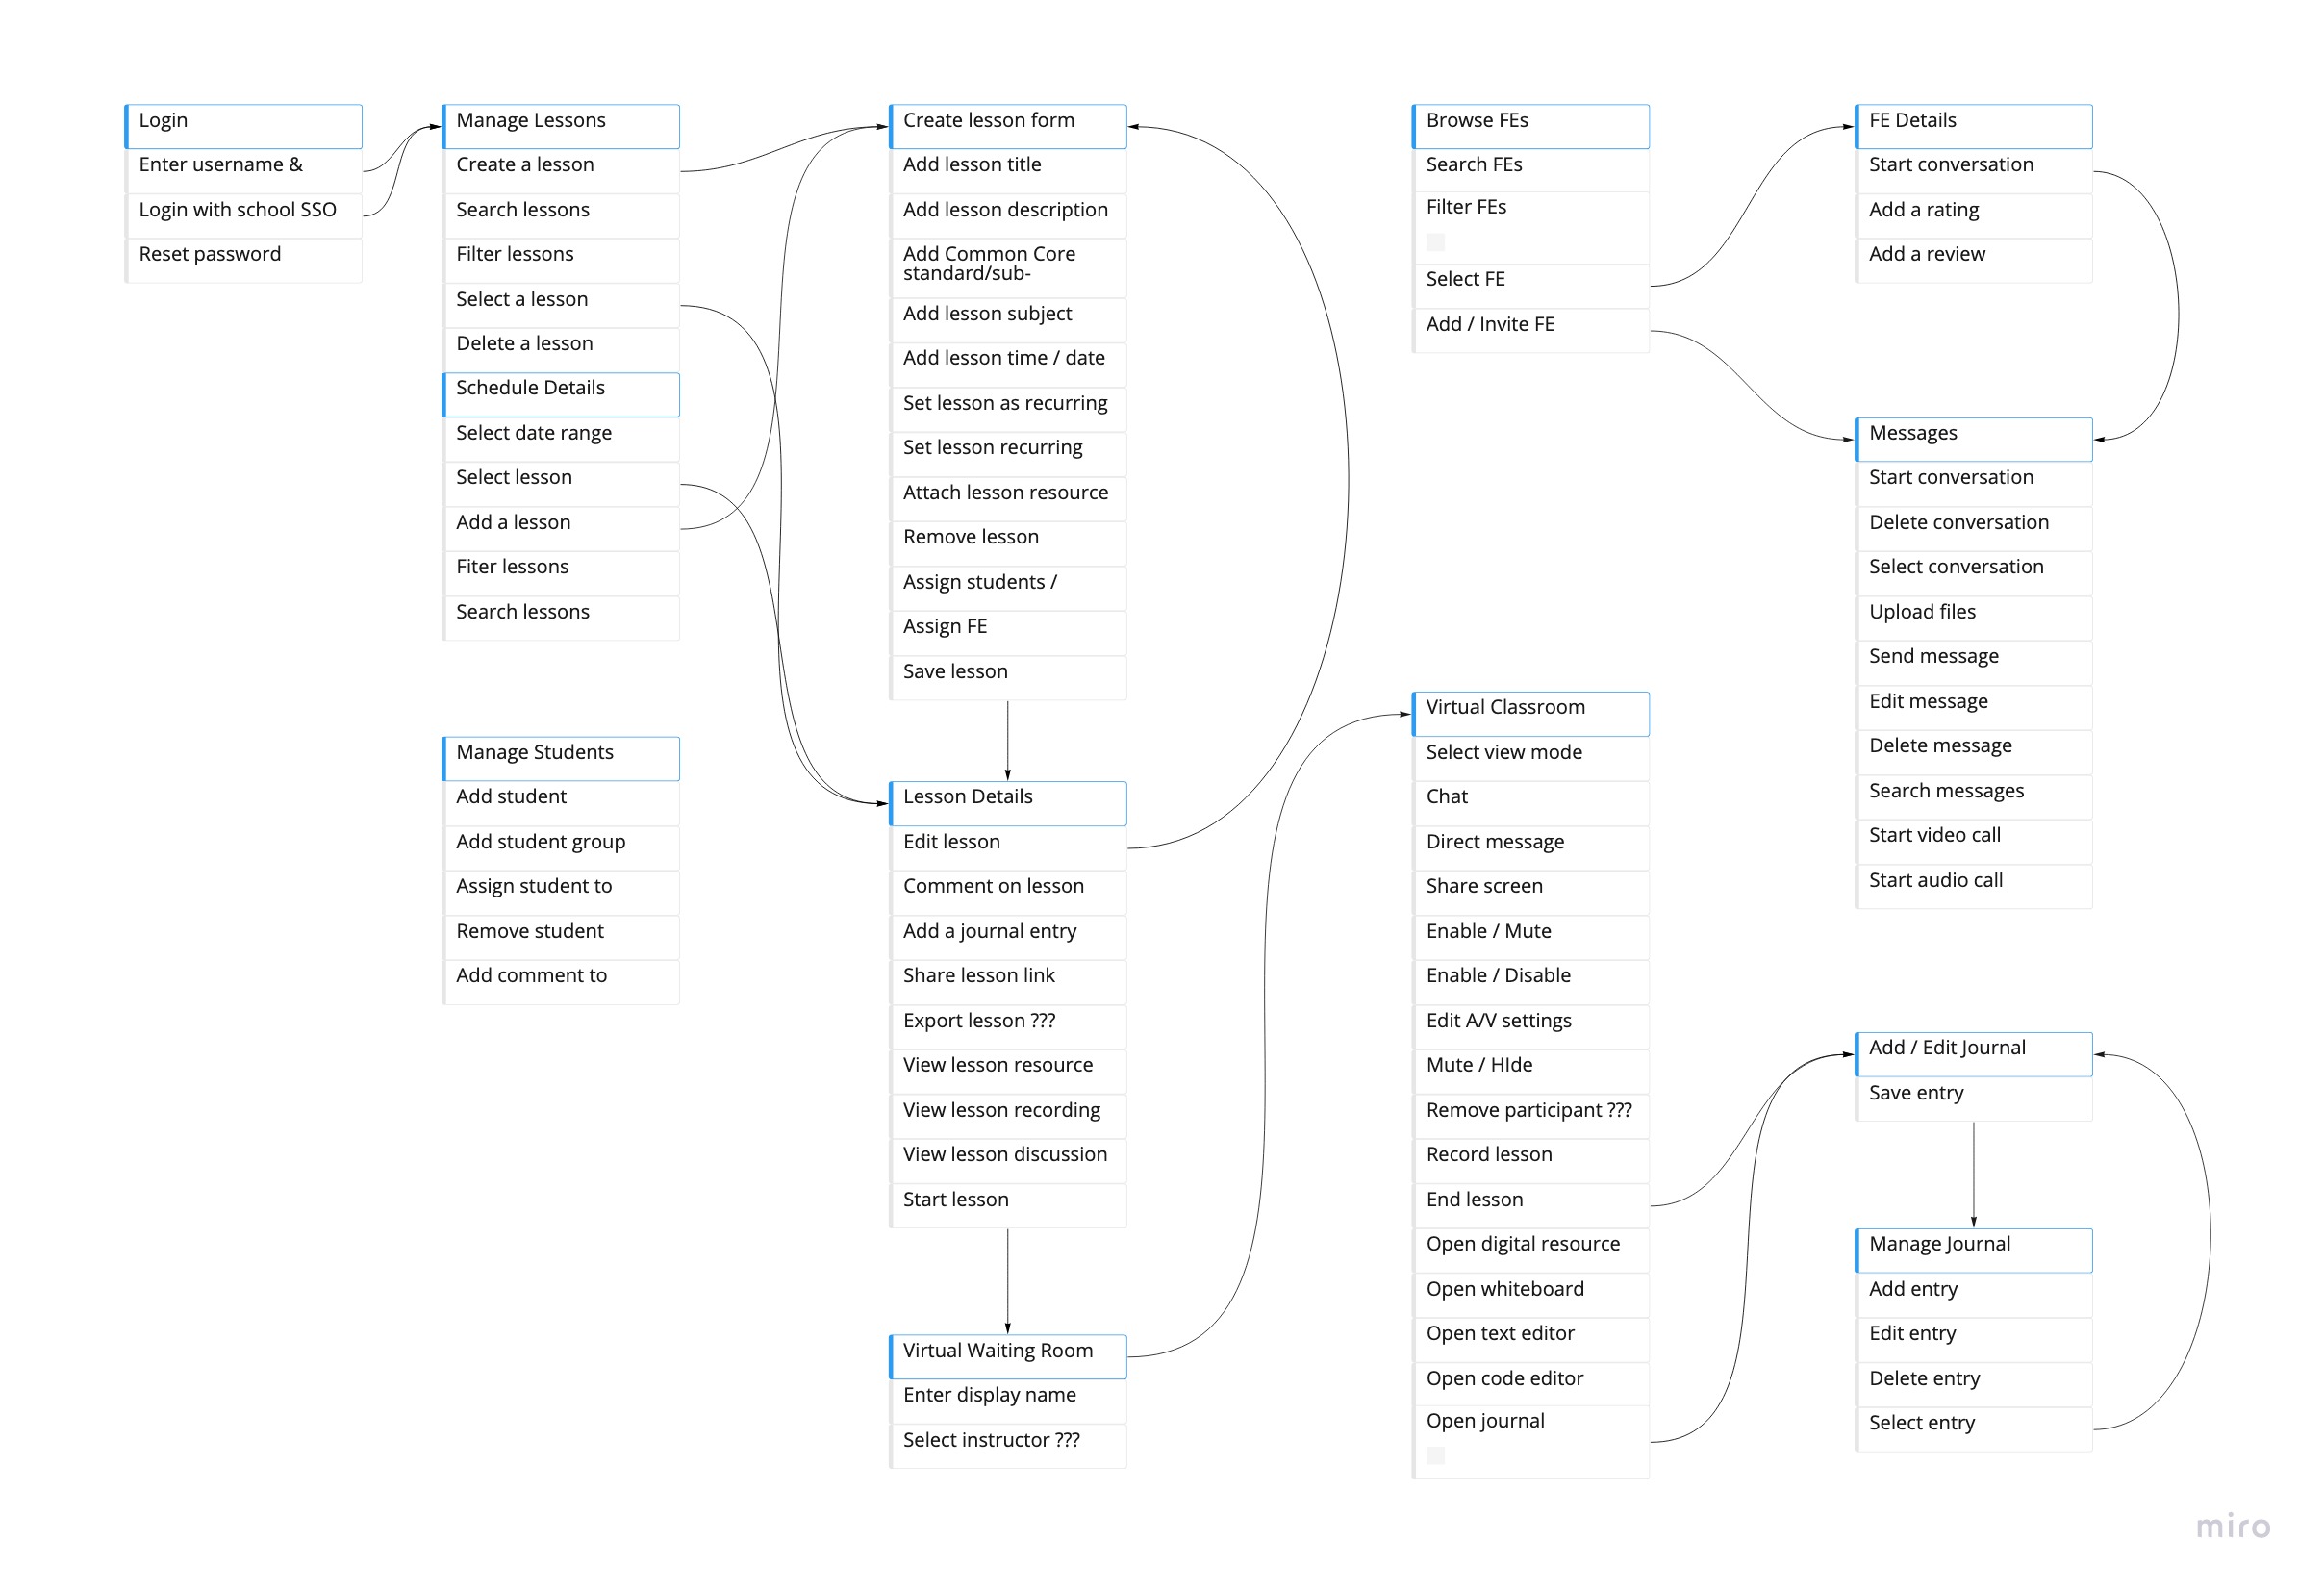 Login
Enter username &
Login with school SSO
Reset password
Manage Lessons
Create a lesson
Search lessons
Filter lessons
Select a lesson
Delete a lesson
Schedule Details
Select date range
Select lesson
Add a lesson
Fiter lessons
Search lessons
Manage Students
Add student
Add student group
Assign student to
Remove student
Add comment to
Create lesson form
Add lesson title
Add lesson description
Add Common Core
standard/sub-
Add lesson subject
Add lesson time / date
Set lesson as recurring
Set lesson recurring
Attach lesson resource
Remove lesson
Assign students /
Assign FE
Save lesson
Lesson Details
Edit lesson
Comment on lesson
Add a journal entry
Share lesson link
Export lesson ???
View lesson resource
View lesson recording
View lesson discussion
Start lesson
Virtual Waiting Room
Enter display name
Select instructor ???
Browse FEs
Search FEs
Filter FEs
Select FE
Add / Invite FE
Virtual Classroom
Select view mode
Chat
Direct message
Share screen
Enable / Mute
Enable / Disable
Edit A/V settings
Mute / HIde
Remove participant ???
Record lesson
End lesson
Open digital resource
Open whiteboard
Open text editor
Open code editor
Open journal
FE Details
Start conversation
Add a rating
Add a review
Messages
Start conversation
Delete conversation
Select conversation
Upload files
Send message
Edit message
Delete message
Search messages
Start video call
Start audio call
Add / Edit Journal
Save entry
Manage Journal
Add entry
Edit entry
Delete entry
Select entry
miro